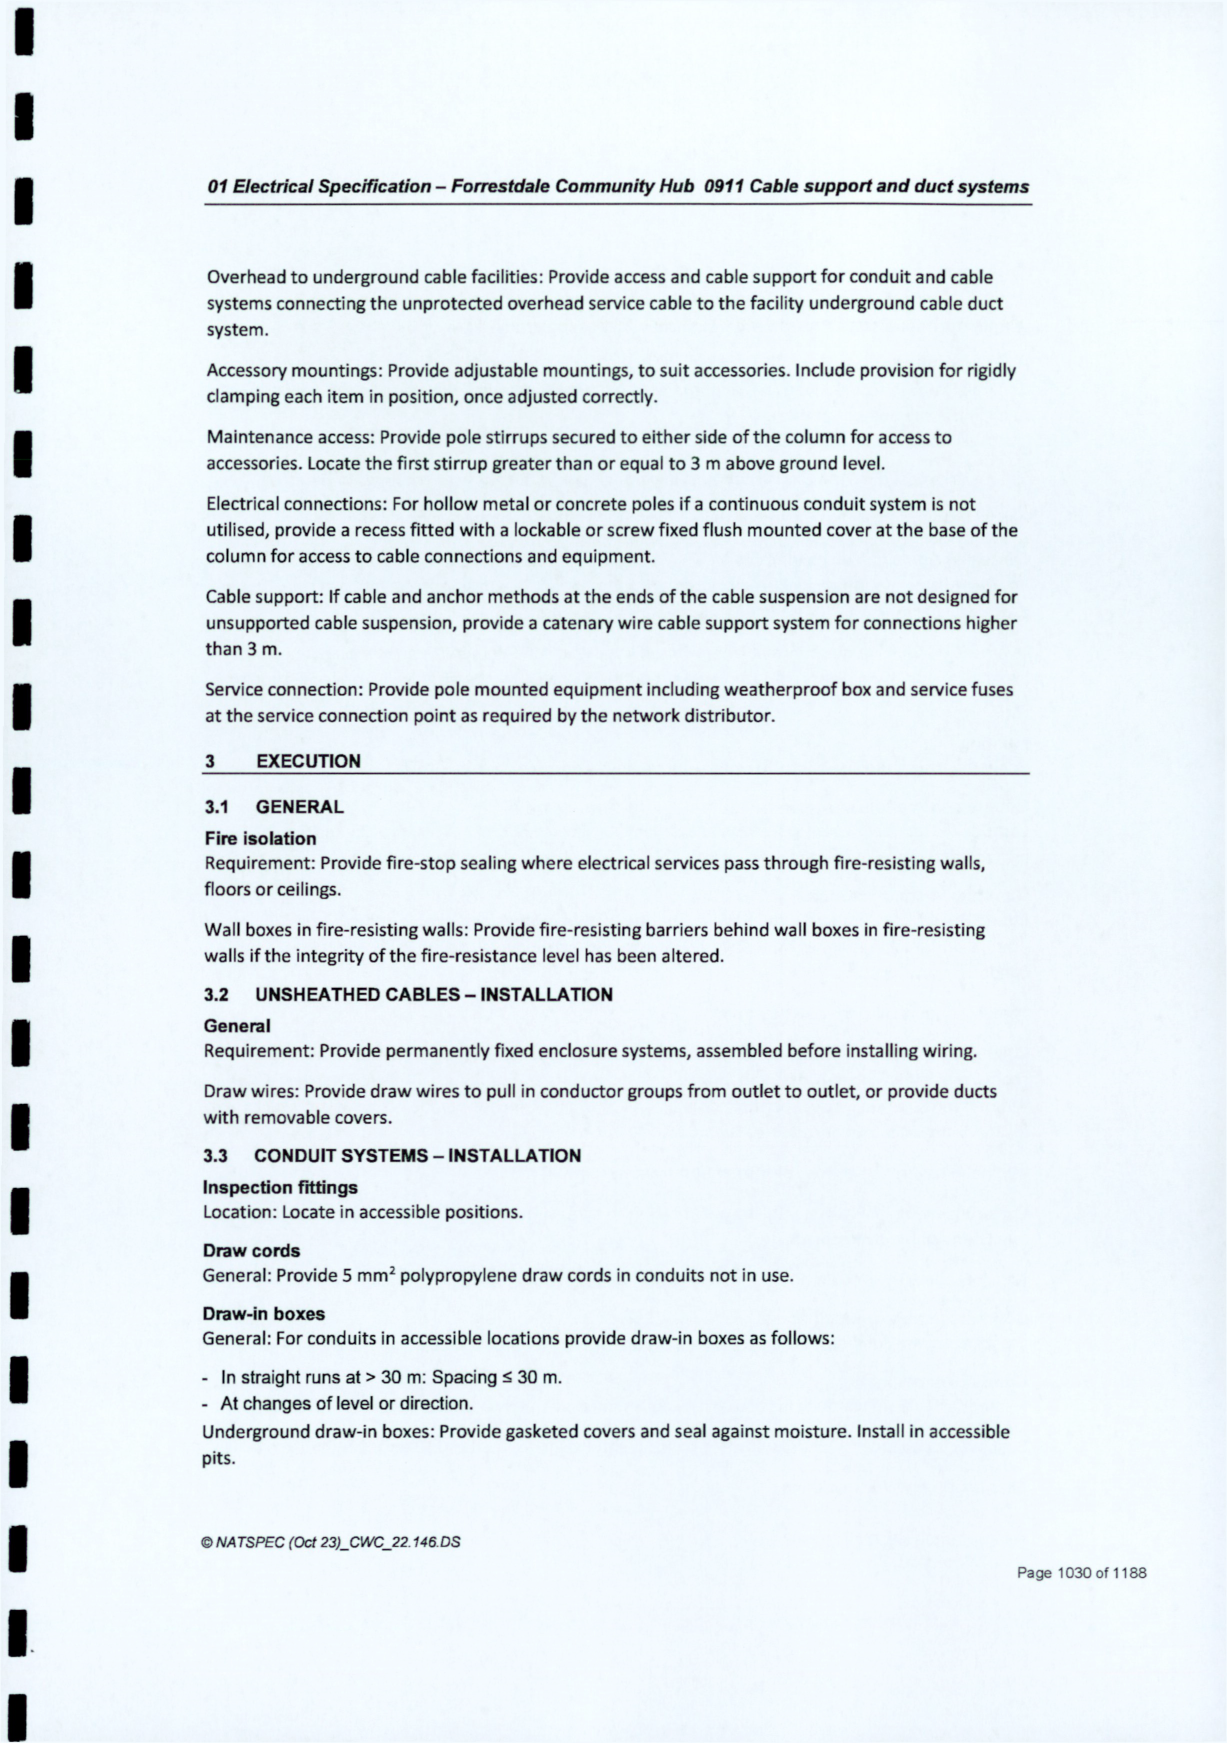 01 Electrical Specification – Forrestdale Community Hub 0911 Cable support and duct systems
Overhead to underground cable facilities: Provide access and cable support for conduit and cable
systems connecting the unprotected overhead service cable to the facility underground cable duct
system.
Accessory mountings: Provide adjustable mountings, to suit accessories. Include provision for rigidly
clamping each item in position, once adjusted correctly.
Maintenance access: Provide pole stirrups secured to either side of the column for access to
accessories. Locate the first stirrup greater than or equal to 3 m above ground level.
Electrical connections: For hollow metal or concrete poles if a continuous conduit system is not
utilised, provide a recess fitted with a lockable or screw fixed flush mounted cover at the base of the
column for access to cable connections and equipment.
Cable support: If cable and anchor methods at the ends of the cable suspension are not designed for
unsupported cable suspension, provide a catenary wire cable support system for connections higher
than 3 m.
Service connection: Provide pole mounted equipment including weatherproof box and service fuses
at the service connection point as required by the network distributor.
3 EXECUTION
3.1 GENERAL
Fire isolation
Requirement: Provide fire-stop sealing where electrical services pass through fire-resisting walls,
floors or ceilings.
Wall boxes in fire-resisting walls: Provide fire-resisting barriers behind wall boxes in fire-resisting
walls if the integrity of the fire-resistance level has been altered.
3.2 UNSHEATHED CABLES – INSTALLATION
General
Requirement: Provide permanently fixed enclosure systems, assembled before installing wiring.
Draw wires: Provide draw wires to pull in conductor groups from outlet to outlet, or provide ducts
with removable covers.
3.3 CONDUIT SYSTEMS – INSTALLATION
Inspection fittings
Location: Locate in accessible positions.
Draw cords
General: Provide 5 mm² polypropylene draw cords in conduits not in use.
Draw-in boxes
General: For conduits in accessible locations provide draw-in boxes as follows:
- In straight runs at > 30 m: Spacing ≤ 30 m.
- At changes of level or direction.
Underground draw-in boxes: Provide gasketed covers and seal against moisture. Install in accessible
pits.
© NATSPEC (Oct 23)_CWC_22.146.DS
Page 1030 of 1188